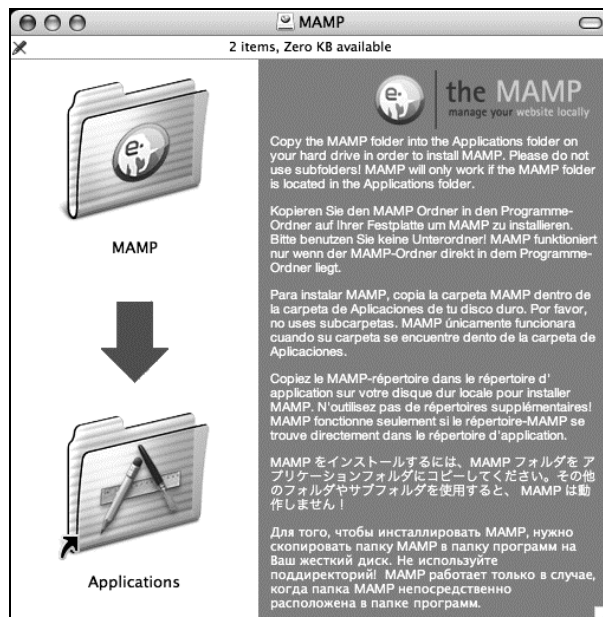 MAMP
2 items, Zero KB available
MAMP
Applications
e.
the MAMP
manage your website locally
Copy the MAMP folder into the Applications folder on
your hard drive in order to install MAMP. Please do not
use subfolders! MAMP will only work if the MAMP folder
is located in the Applications folder.
Kopieren Sie den MAMP Ordner in den Programme-
Ordner auf Ihrer Festplatte um MAMP zu installieren.
Bitte benutzen Sie keine Unterordner! MAMP funktioniert
nur wenn der MAMP-Ordner direkt in dem Programme-
Ordner liegt.
Para instalar MAMP, copia la carpeta MAMP dentro de
la carpeta de Aplicaciones de tu disco duro. Por favor,
no uses subcarpetas. MAMP únicamente funcionara
cuando su carpeta se encuentre dento de la carpeta de
Aplicaciones.
Copiez le MAMP-répertoire dans le répertoire d'
application sur votre disque dur locale pour installer
MAMP. N'outilisez pas de répertoires supplémentaires!
MAMP fonctionne seulement si le répertoire-MAMP se
trouve directement dans le répertoire d'application.
MAMP をインストールするには、MAMP フォルダを ア
プリケーションフォルダにコピーしてください。その他
のフォルダやサブフォルダを使用すると、 MAMP は動
作しません！
Для того, чтобы инсталлировать MAMP, нужно
скопировать папку MAMP в папку программ на
Ваш жесткий диск. Не используйте
поддиректорий! MAMP работает только в случае,
когда папка MAMP непосредственно
расположена в папке программ.